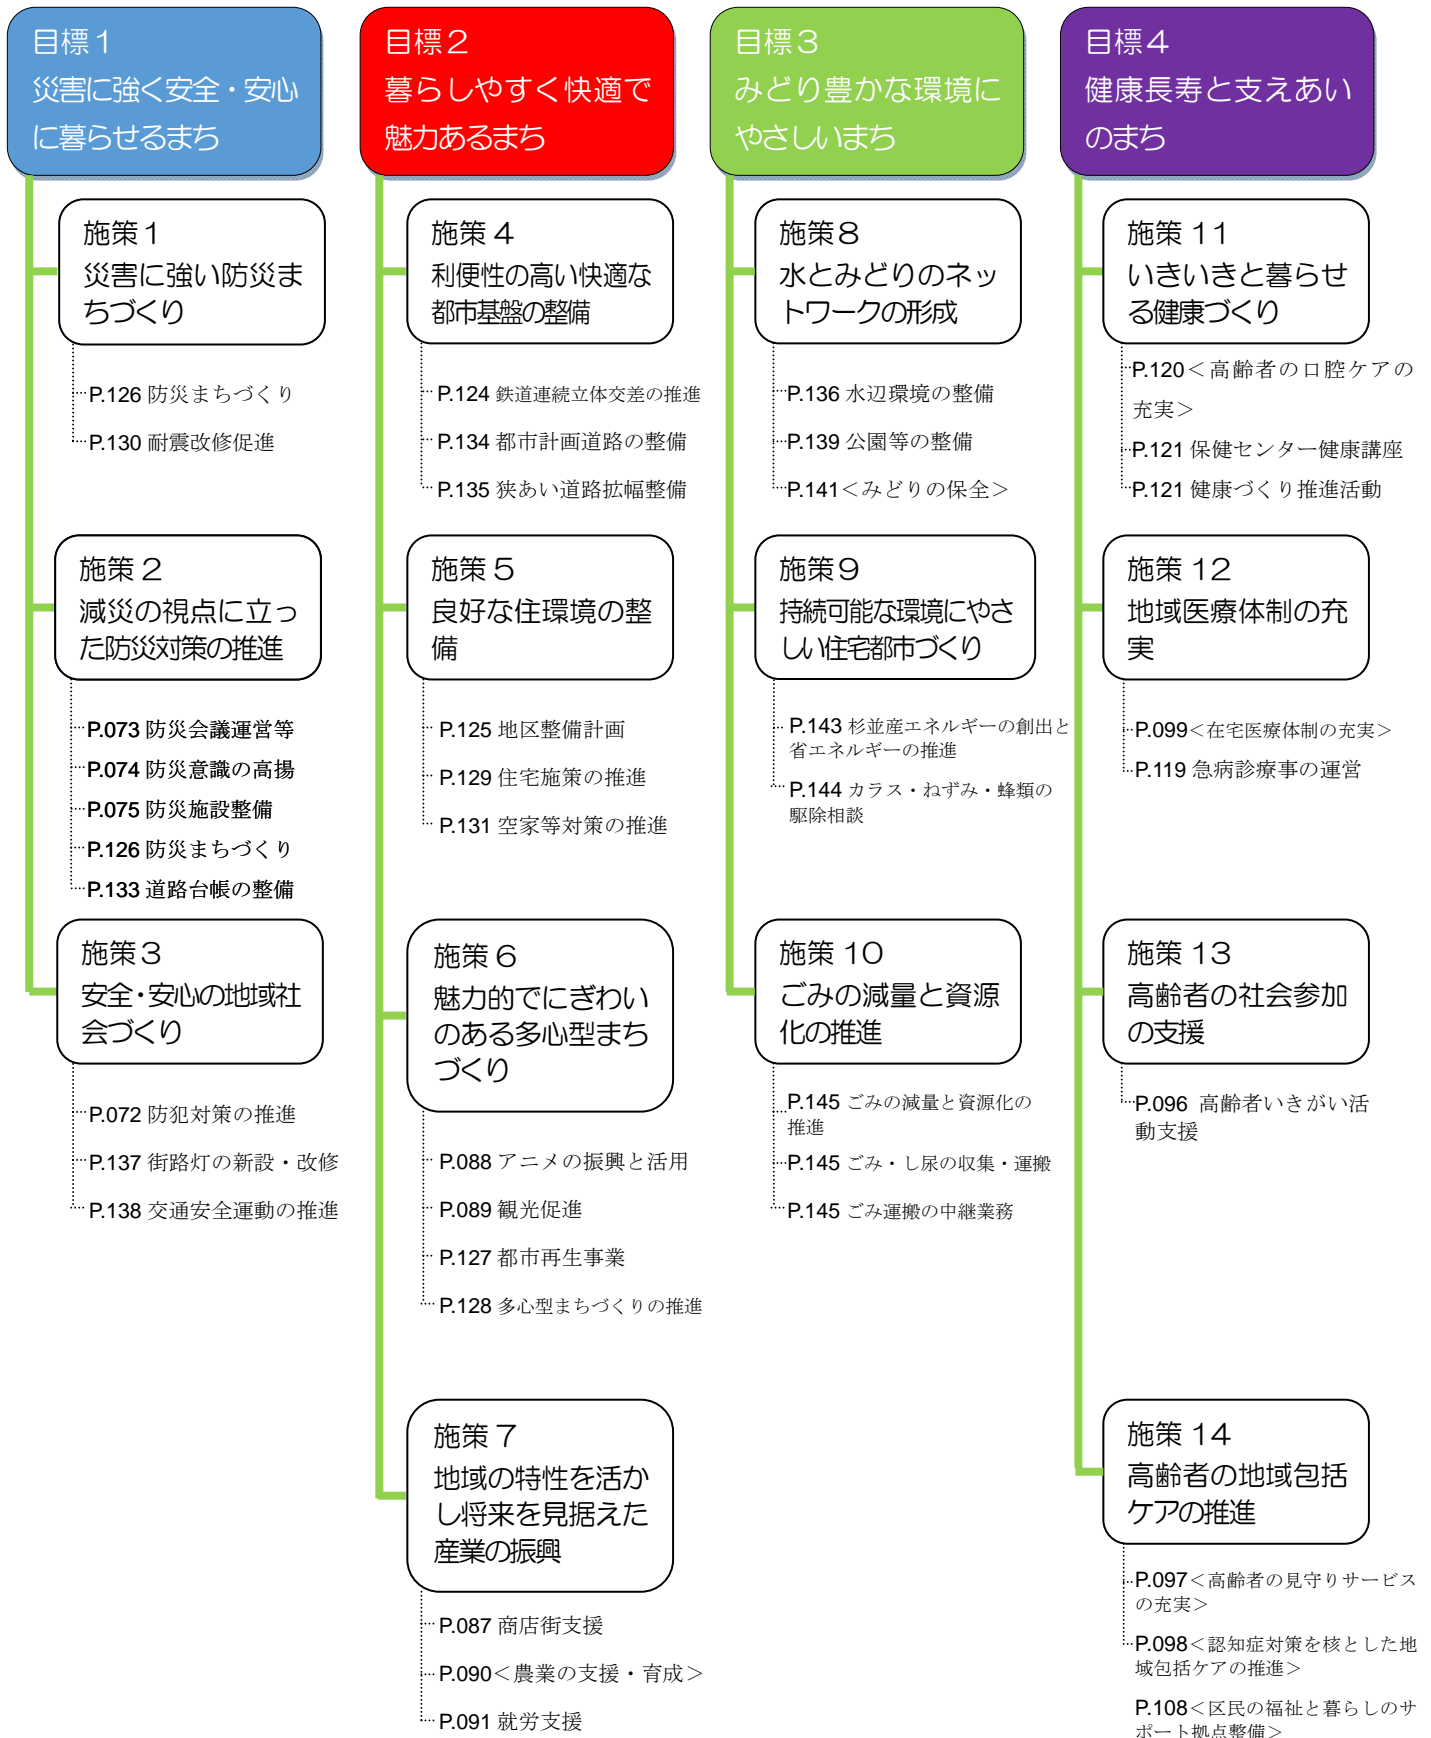 目標１
災害に強く安全・安心
に暮らせるまち
施策１
災害に強い防災ま
ちづくり
P.126 防災まちづくり
P.130 耐震改修促進
施策２
減災の視点に立っ
た防災対策の推進
P.073 防災会議運営等
P.074 防災意識の高揚
P.075 防災施設整備
P.126 防災まちづくり
P.133 道路台帳の整備
施策３
安全・安心の地域社
会づくり
P.072 防犯対策の推進
P.137 街路灯の新設・改修
P.138 交通安全運動の推進
目標２
暮らしやすく快適で
魅力あるまち
施策４
利便性の高い快適な
都市基盤の整備
P.124 鉄道連続立体交差の推進
P.134 都市計画道路の整備
P.135 狭あい道路拡幅整備
施策５
良好な住環境の整
備
P.125 地区整備計画
P.129 住宅施策の推進
P.131 空家等対策の推進
施策６
魅力的でにぎわい
のある多心型まち
づくり
P.088 アニメの振興と活用
P.089 観光促進
P.127 都市再生事業
P.128 多心型まちづくりの推進
施策７
地域の特性を活か
し将来を見据えた
産業の振興
P.087 商店街支援
P.090＜農業の支援・育成＞
P.091 就労支援
目標３
みどり豊かな環境に
やさしいまち
施策８
水とみどりのネッ
トワークの形成
P.136 水辺環境の整備
P.139 公園等の整備
P.141＜みどりの保全＞
施策９
持続可能な環境にやさ
しい住宅都市づくり
P.143 杉並産エネルギーの創出と
省エネルギーの推進
P.144 カラス・ねずみ・蜂類の
駆除相談
施策 10
ごみの減量と資源
化の推進
P.145 ごみの減量と資源化の
推進
P.145 ごみ・し尿の収集・運搬
P.145 ごみ運搬の中継業務
目標４
健康長寿と支えあい
のまち
施策 11
いきいきと暮らせ
る健康づくり
P.120＜高齢者の口腔ケアの
充実＞
P.121 保健センター健康講座
P.121 健康づくり推進活動
施策 12
地域医療体制の充
実
P.099＜在宅医療体制の充実＞
P.119 急病診療事の運営
施策 13
高齢者の社会参加
の支援
P.096 高齢者いきがい活
動支援
施策 14
高齢者の地域包括
ケアの推進
P.097＜高齢者の見守りサービス
の充実＞
P.098＜認知症対策を核とした地
域包括ケアの推進＞
P.108＜区民の福祉と暮らしのサ
ポート拠点整備＞